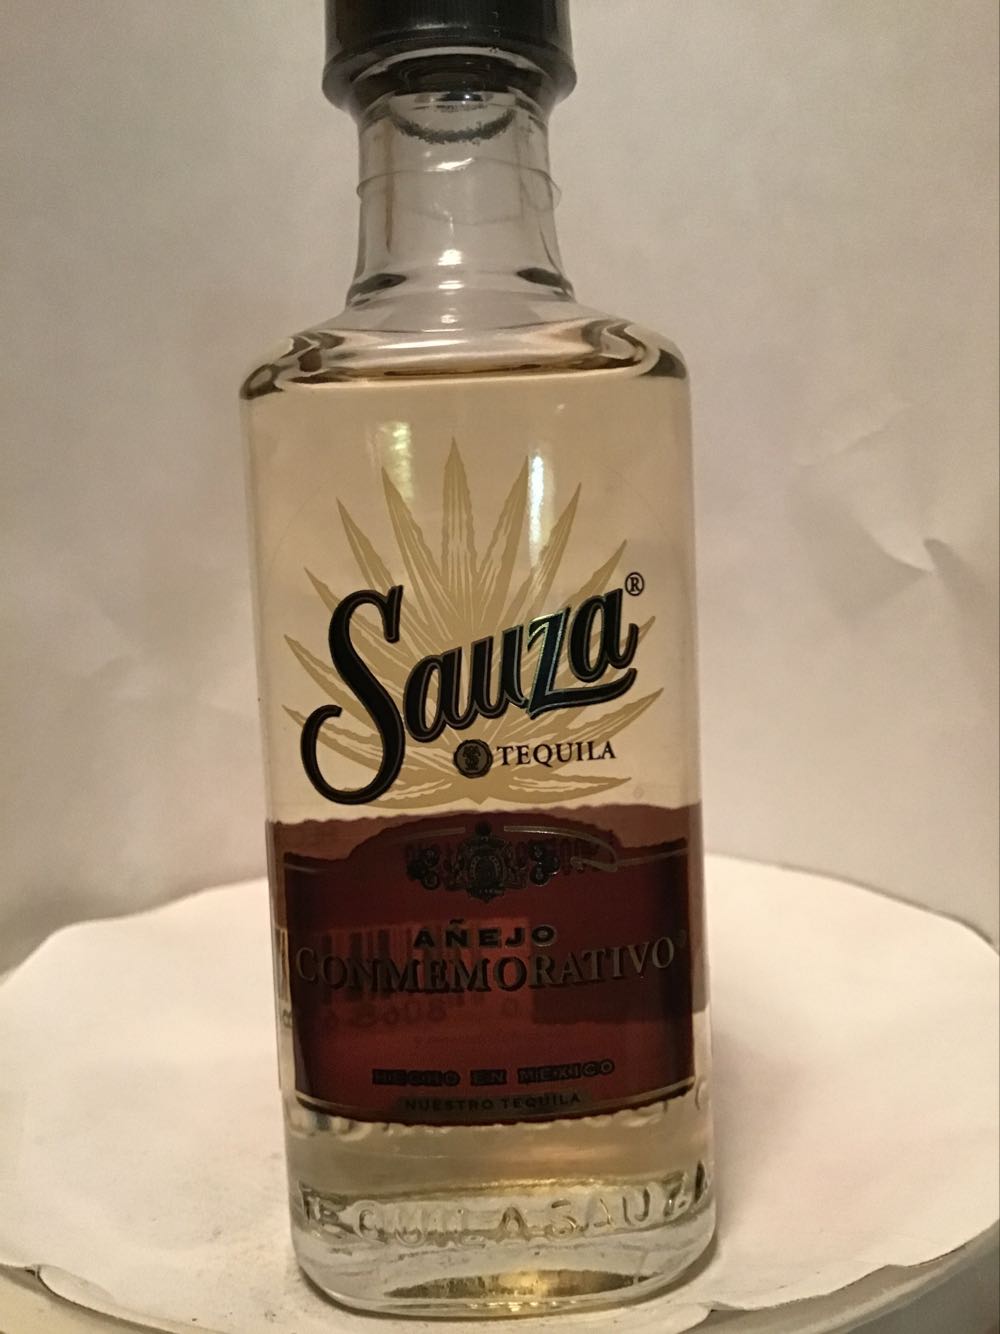 Sauza®
TEQUILA
AÑEJO
CONMEMORATIVO®
HECHO EN MEXICO
NUESTRO TEQUILA
TEQUILA SAUZA